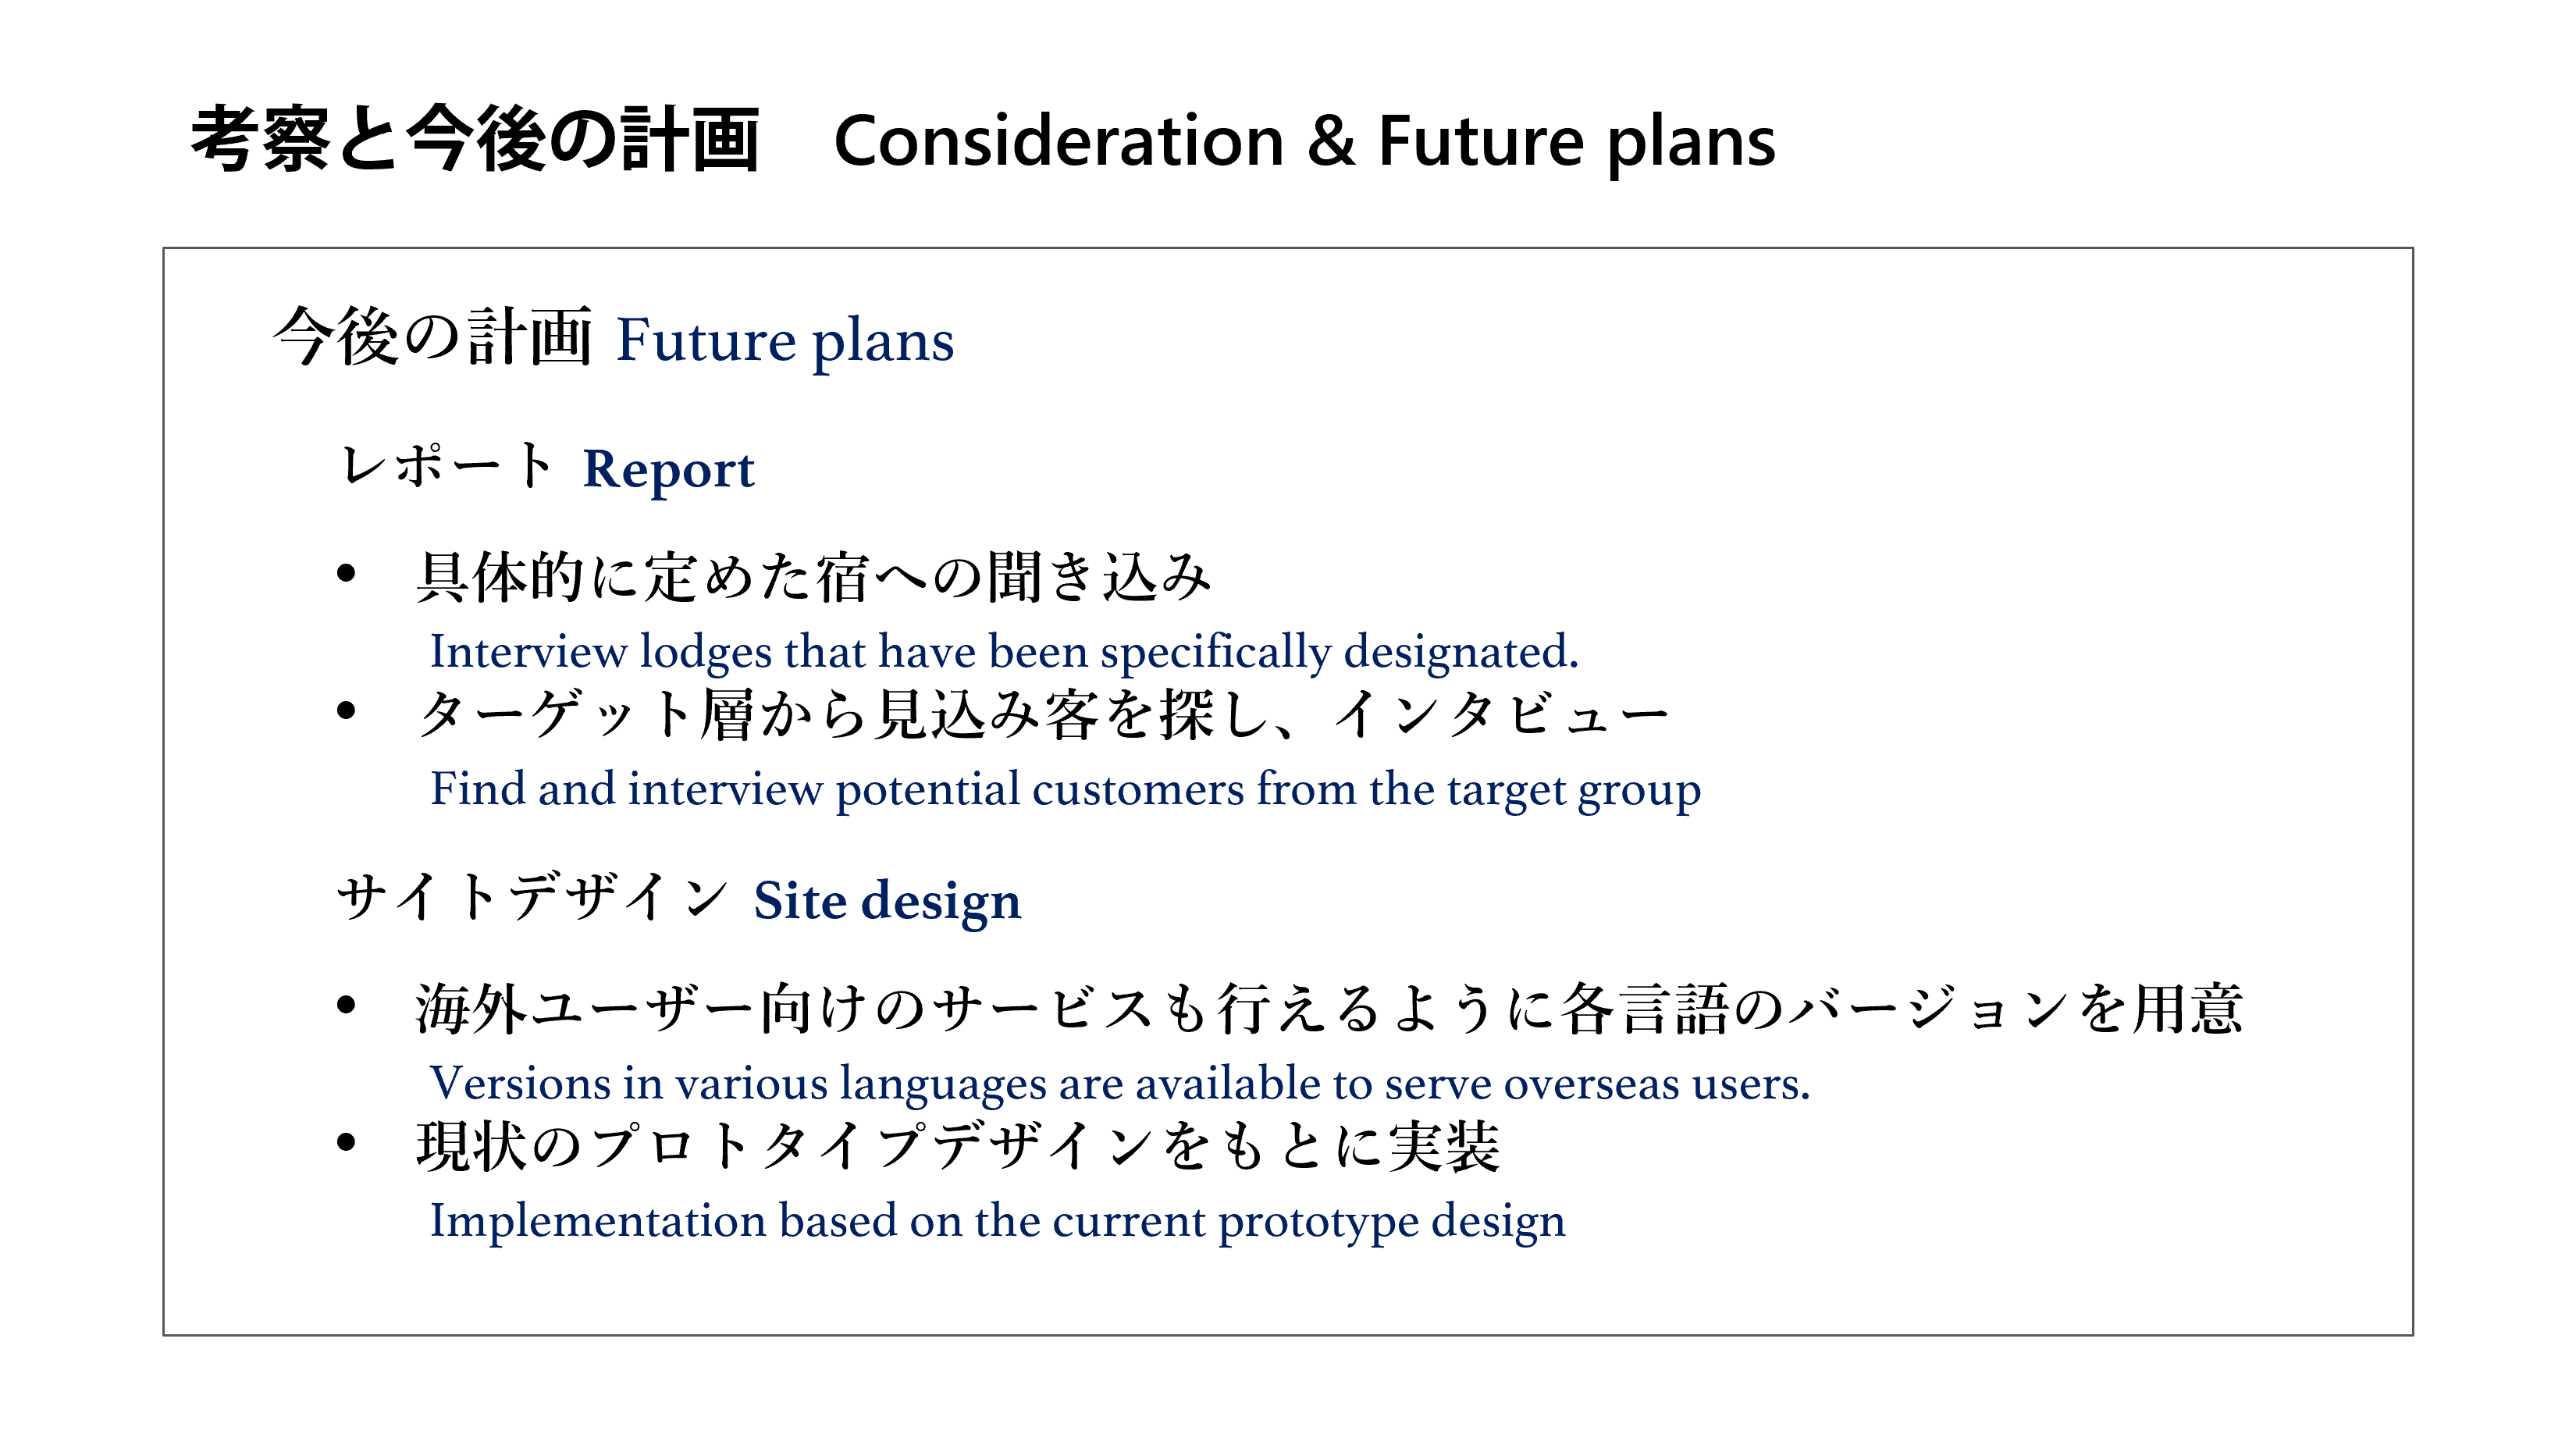 考察と今後の計画　Consideration & Future plans
今後の計画 Future plans
レポート Report
• 具体的に定めた宿への聞き込み
Interview lodges that have been specifically designated.
• ターゲット層から見込み客を探し、インタビュー
Find and interview potential customers from the target group
サイトデザイン Site design
• 海外ユーザー向けのサービスも行えるように各言語のバージョンを用意
Versions in various languages are available to serve overseas users.
• 現状のプロトタイプデザインをもとに実装
Implementation based on the current prototype design